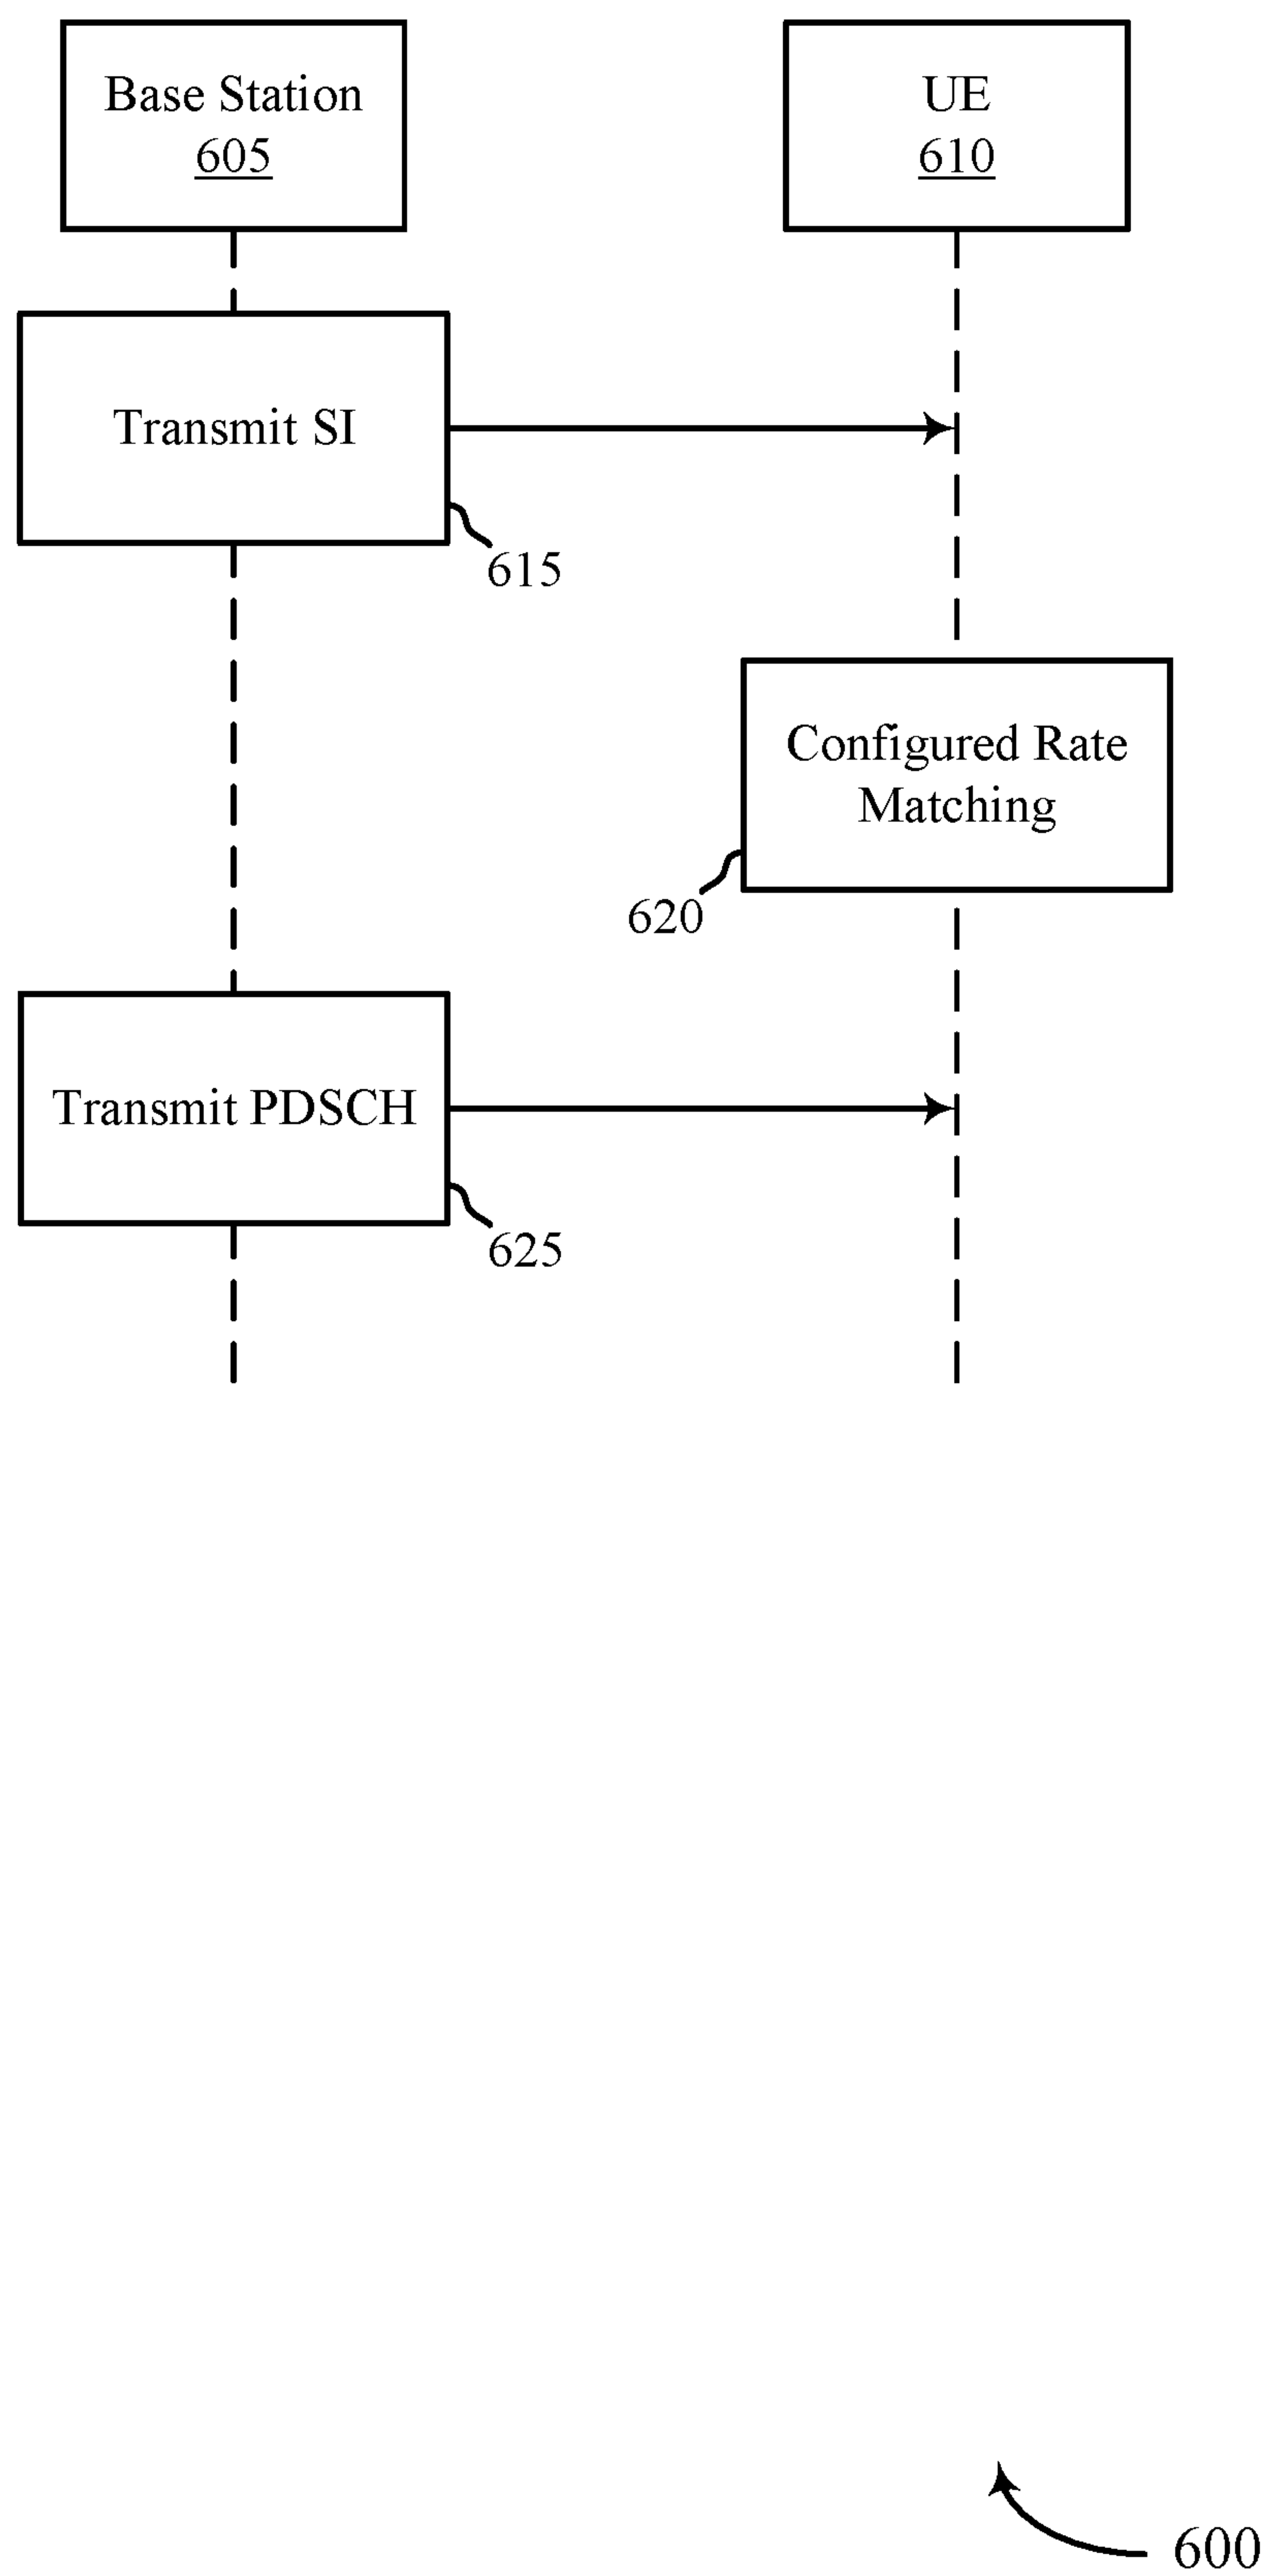 Base Station
605
UE
610
Transmit SI
615
Configured Rate
Matching
620
Transmit PDSCH
625
600